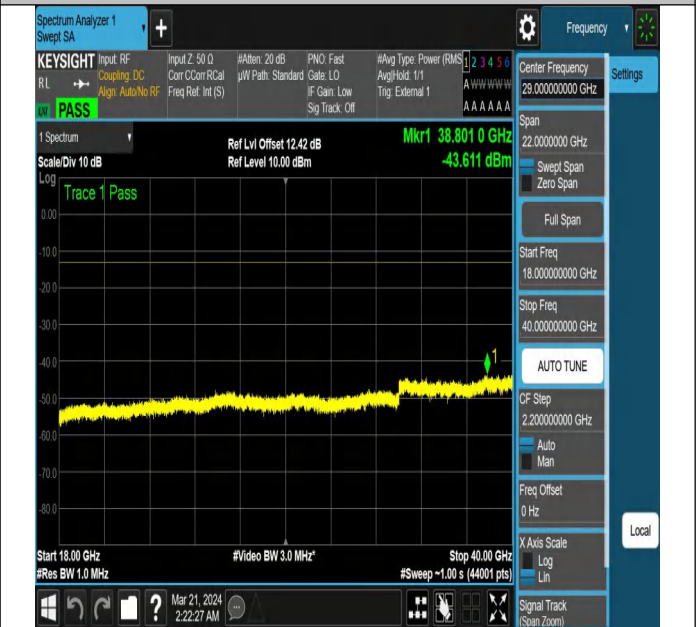 Spectrum Analyzer 1
Swept SA
+
Frequency
KEYSIGHT
RL
PASS
Input: RF
Coupling: DC
Align: Auto/No RF
Input Z: 50 Ω
Corr CCorr RCal
Freq Ref: Int (S)
#Atten: 20 dB
µW Path: Standard
PNO: Fast
Gate: LO
IF Gain: Low
Sig Track: Off
#Avg Type: Power (RMS
Avg|Hold: 1/1
Trig: External 1
1 2 3 4 5 6
A W W W W W
A A A A A A
1 Spectrum
Scale/Div 10 dB
Ref Lvl Offset 12.42 dB
Ref Level 10.00 dBm
Mkr1 38.801 0 GHz
-43.611 dBm
Log
Trace 1 Pass
0.00
-10.0
-20.0
-30.0
-40.0
-50.0
-60.0
-70.0
-80.0
1
Start 18.00 GHz
#Res BW 1.0 MHz
#Video BW 3.0 MHz*
Stop 40.00 GHz
#Sweep ~1.00 s (44001 pts)
?
Mar 21, 2024
2:22:27 AM
Center Frequency
29.000000000 GHz
Span
22.0000000 GHz
Swept Span
Zero Span
Full Span
Start Freq
18.000000000 GHz
Stop Freq
40.000000000 GHz
AUTO TUNE
CF Step
2.200000000 GHz
Auto
Man
Freq Offset
0 Hz
X Axis Scale
Log
Lin
Signal Track
(Span Zoom)
Settings
Local